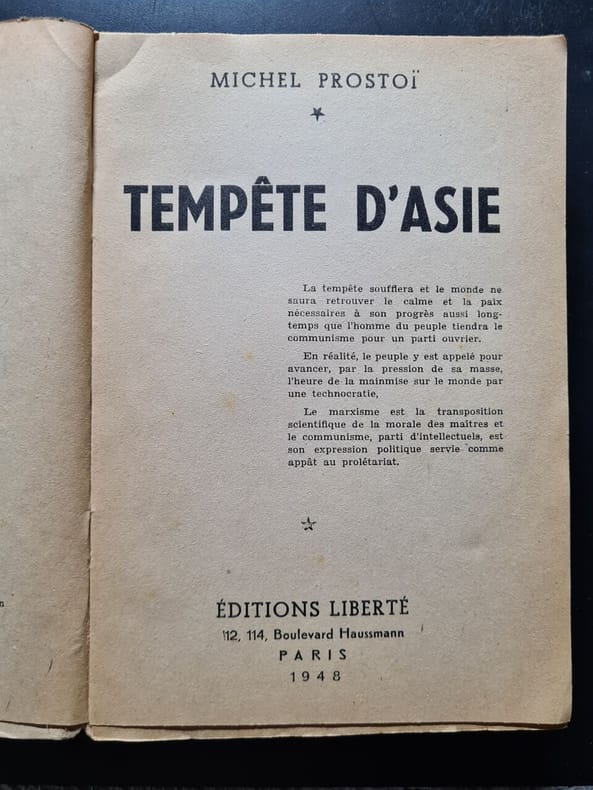 MICHEL PROSTOÏ
TEMPÊTE D'ASIE
La tempête soufflera et le monde ne
saura retrouver le calme et la paix
nécessaires à son progrès aussi long-
temps que l'homme du peuple tiendra le
communisme pour un parti ouvrier.
En réalité, le peuple y est appelé pour
avancer, par la pression de sa masse,
l'heure de la mainmise sur le monde par
une technocratie,
Le marxisme est la transposition
scientifique de la morale des maîtres et
le communisme, parti d'intellectuels, est
son expression politique servie comme
appât au prolétariat.
ÉDITIONS LIBERTÉ
112, 114, Boulevard Haussmann
PARIS
1948
n